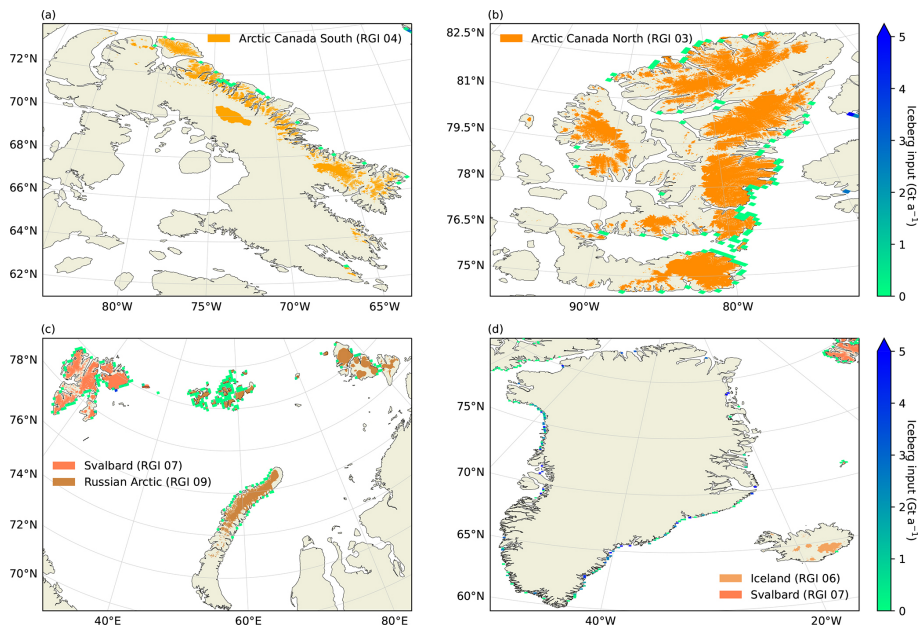 (a)
Arctic Canada South (RGI 04)
72°N
70°N
68°N
66°N
64°N
62°N
80°W
75°W
70°W
65°W
(b)
Arctic Canada North (RGI 03)
82.5°N
81°N
79.5°N
78°N
76.5°N
75°N
90°W
80°W
5
4
3
2
1
0
Iceberg input (Gt a⁻¹)
(c)
Svalbard (RGI 07)
Russian Arctic (RGI 09)
78°N
76°N
74°N
72°N
70°N
40°E
60°E
80°E
(d)
75°N
70°N
65°N
60°N
40°W
20°W
Iceland (RGI 06)
Svalbard (RGI 07)
5
4
3
2
1
0
Iceberg input (Gt a⁻¹)